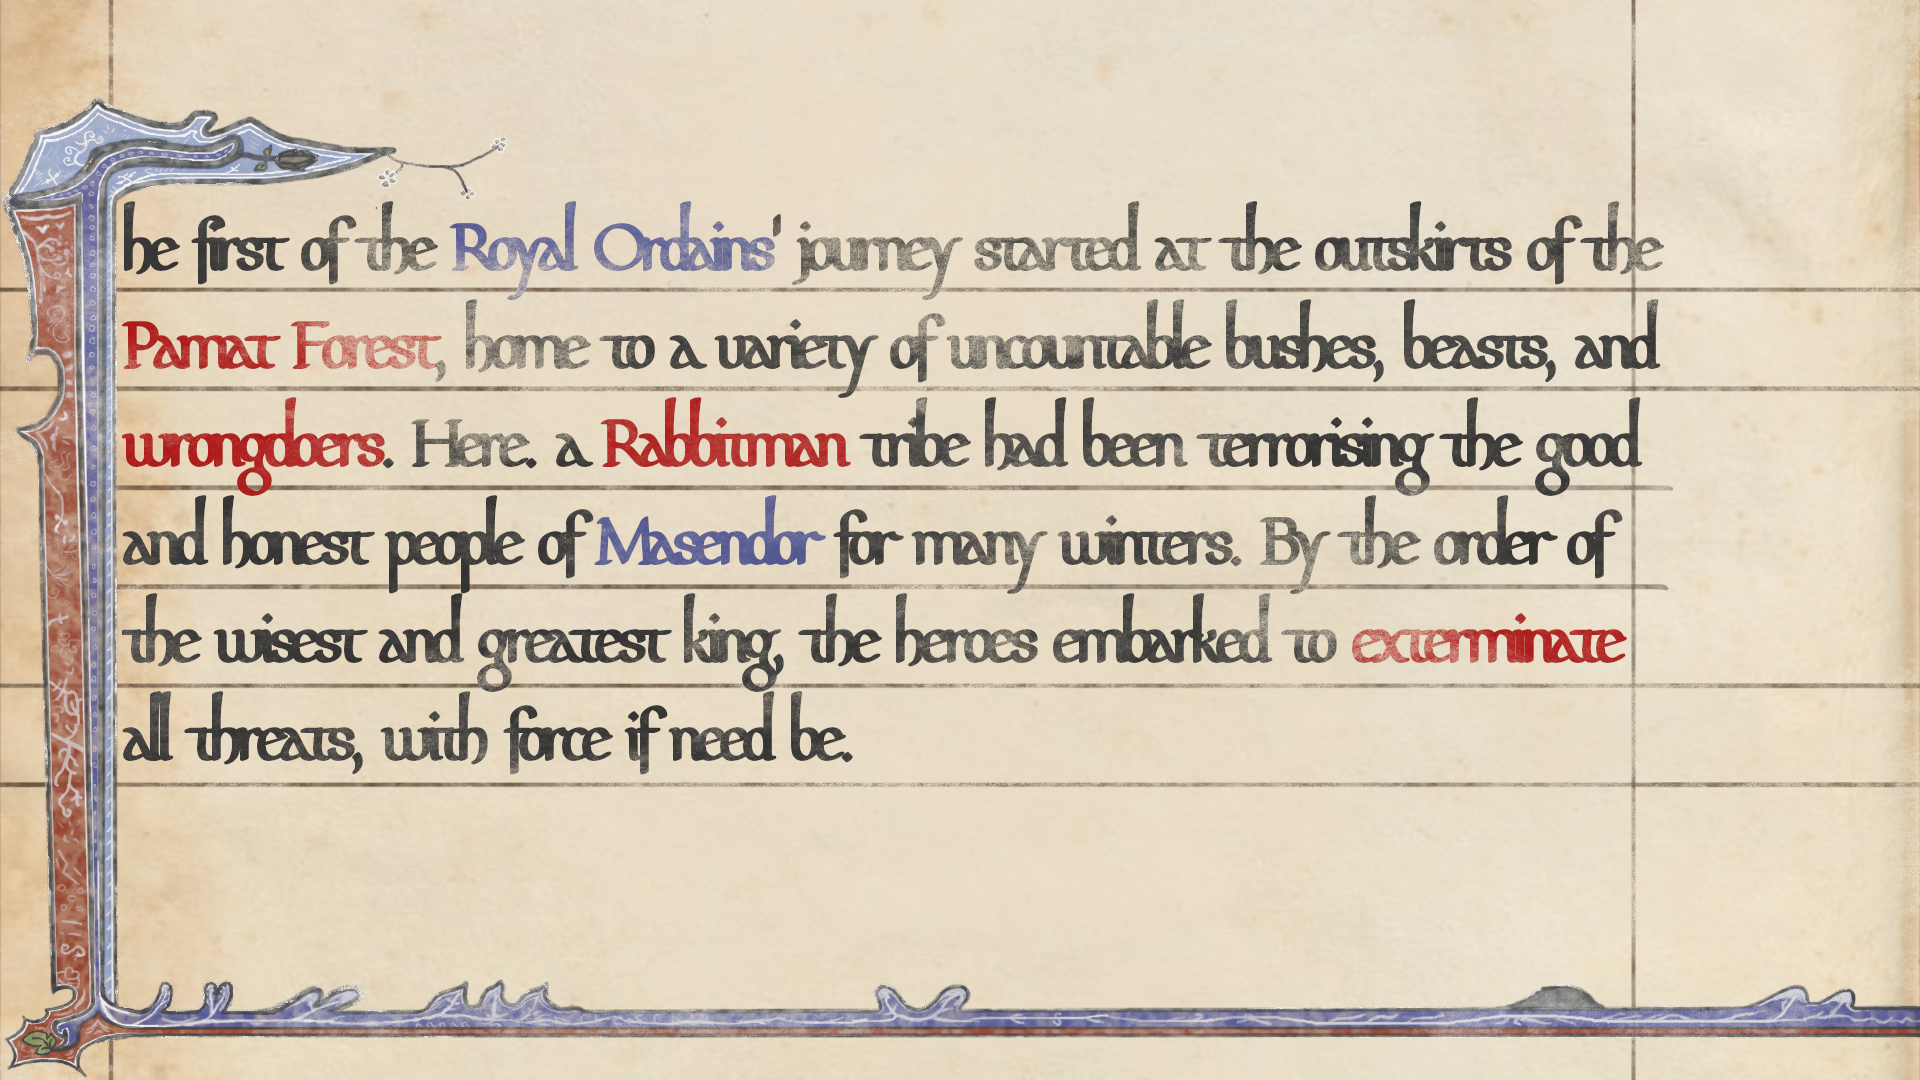 The first of the Royal Ordains' journey started at the outskirts of the
Pamat Forest, home to a variety of uncountable bushes, beasts, and
wrongdoers. Here. a Rabbitman tribe had been terrorising the good
and honest people of Masendor for many winters. By the order of
the wisest and greatest king, the heroes embarked to exterminate
all threats, with force if need be.